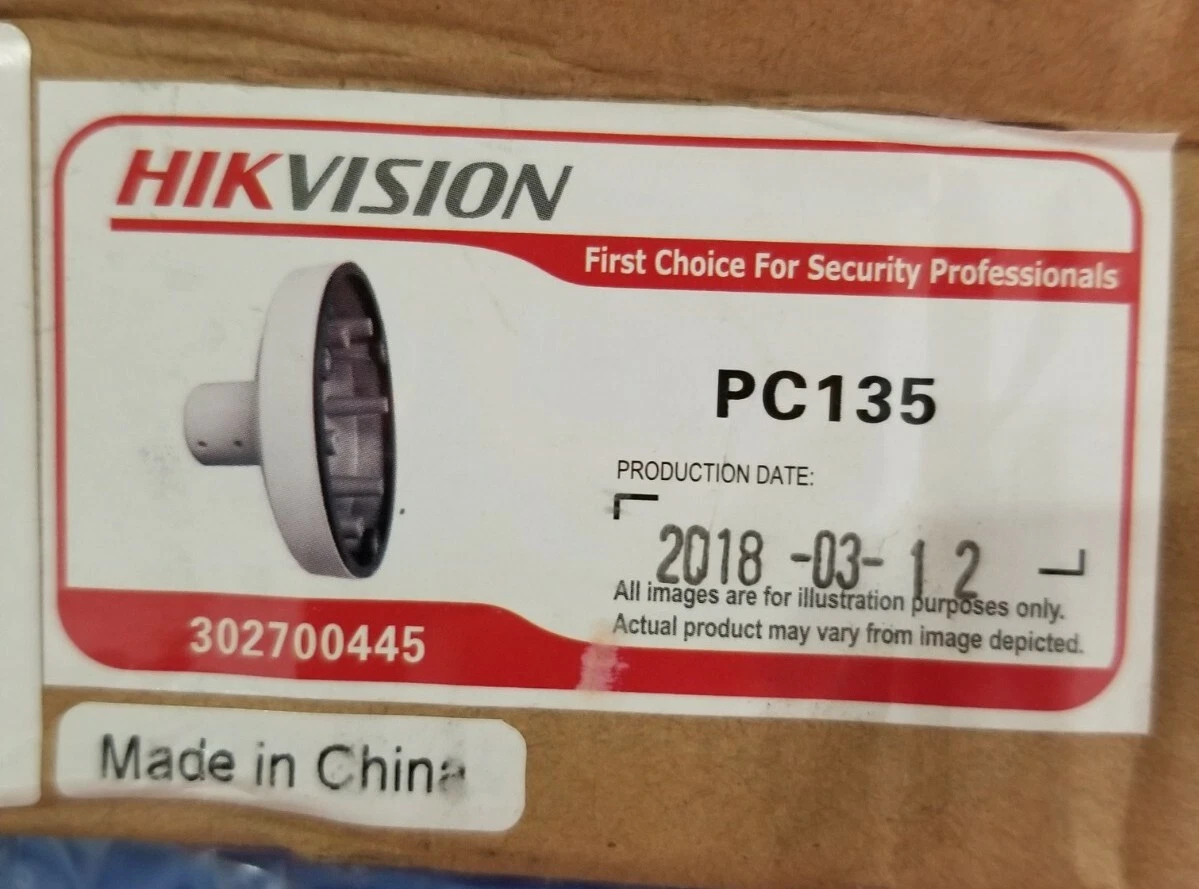 HIKVISION
First Choice For Security Professionals
PC135
PRODUCTION DATE:
2018 -03- 12
All images are for illustration purposes only.
Actual product may vary from image depicted.
302700445
Made in China